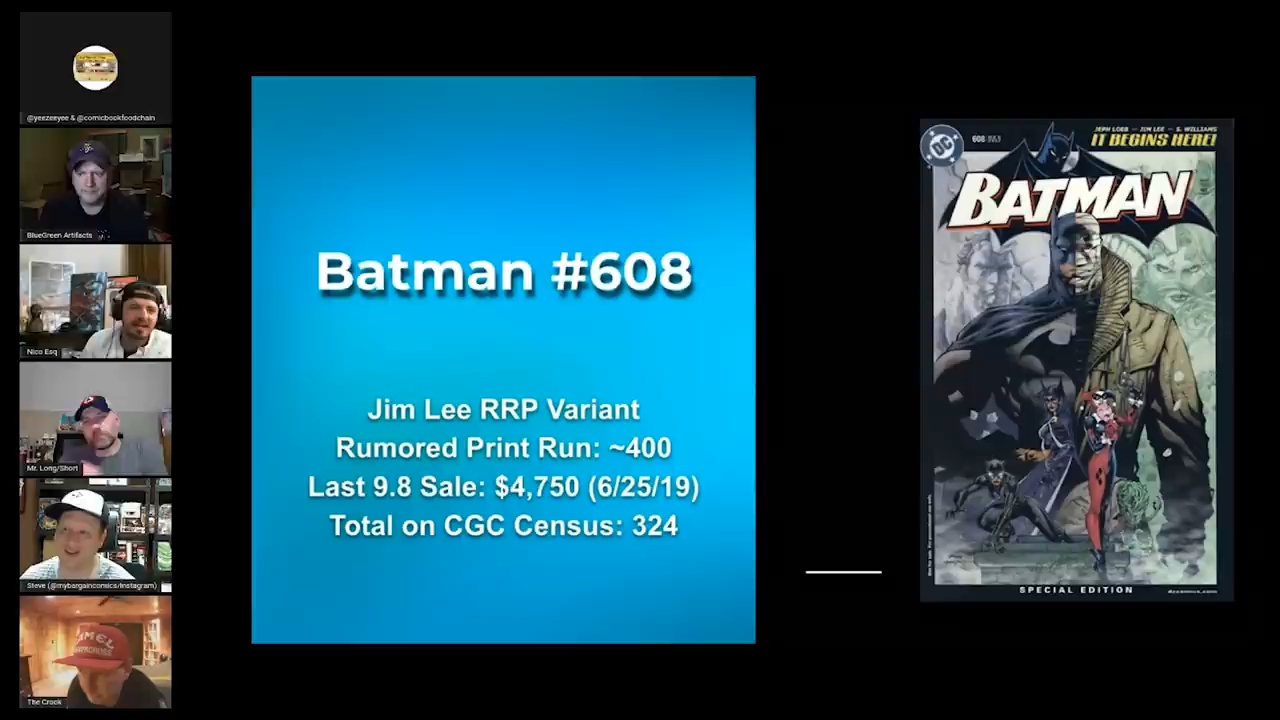 @yeezeeyee & @comicbookfoodchain
BlueGreen Artifacts
Nico Esq
Mr. Long/Short
Steve (@mybargaincomics/Instagram)
The Crook
Batman #608
Jim Lee RRP Variant
Rumored Print Run: ~400
Last 9.8 Sale: $4,750 (6/25/19)
Total on CGC Census: 324
DC
608
JEPH LOEB — JIM LEE — S. WILLIAMS
IT BEGINS HERE!
BATMAN
SPECIAL EDITION